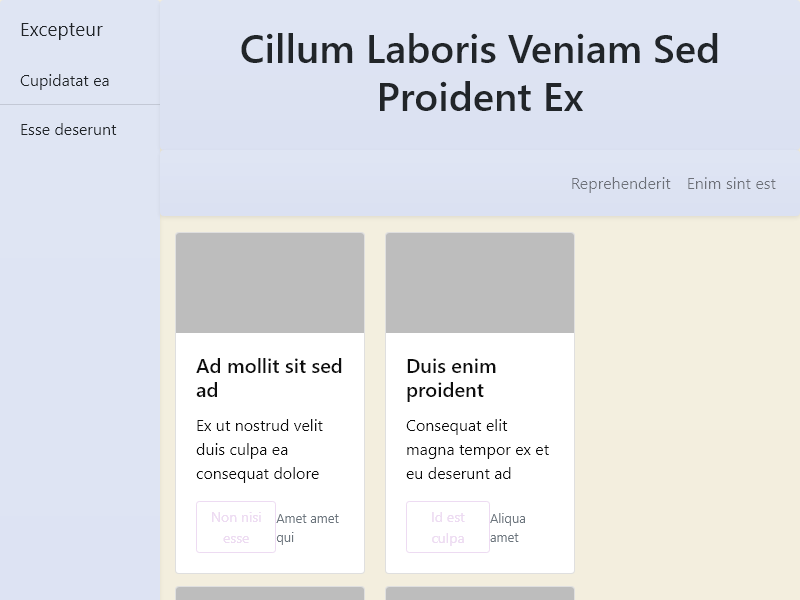 Excepteur
Cupidatat ea
Esse deserunt
Cillum Laboris Veniam Sed
Proident Ex
Reprehenderit
Enim sint est
Ad mollit sit sed
ad
Ex ut nostrud velit
duis culpa ea
consequat dolore
Non nisi
esse
Amet amet
qui
Duis enim
proident
Consequat elit
magna tempor ex et
eu deserunt ad
Id est
culpa
Aliqua
amet